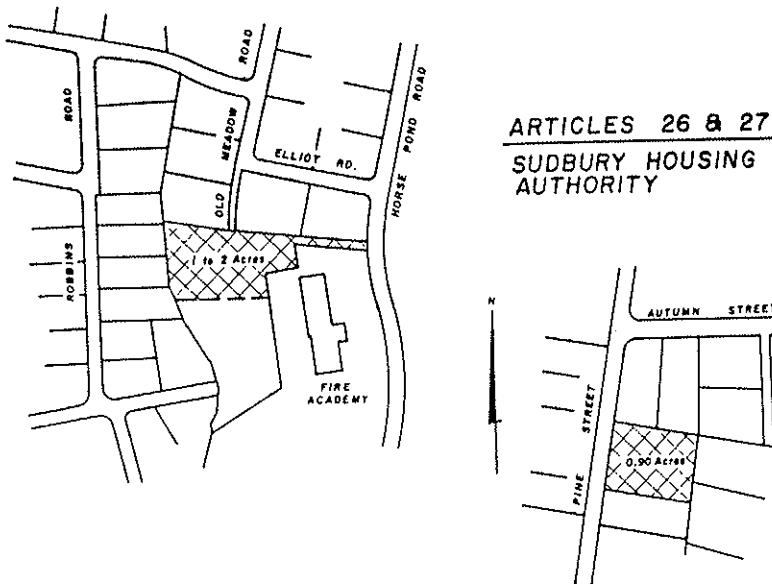 ROAD
ROAD
OLD MEADOW
ELLIOT RD.
HORSE POND ROAD
ROBBINS
1 to 2 Acres
FIRE
ACADEMY
ARTICLES 26 & 27
SUDBURY HOUSING
AUTHORITY
N
AUTUMN STREET
PINE STREET
0.90 Acres